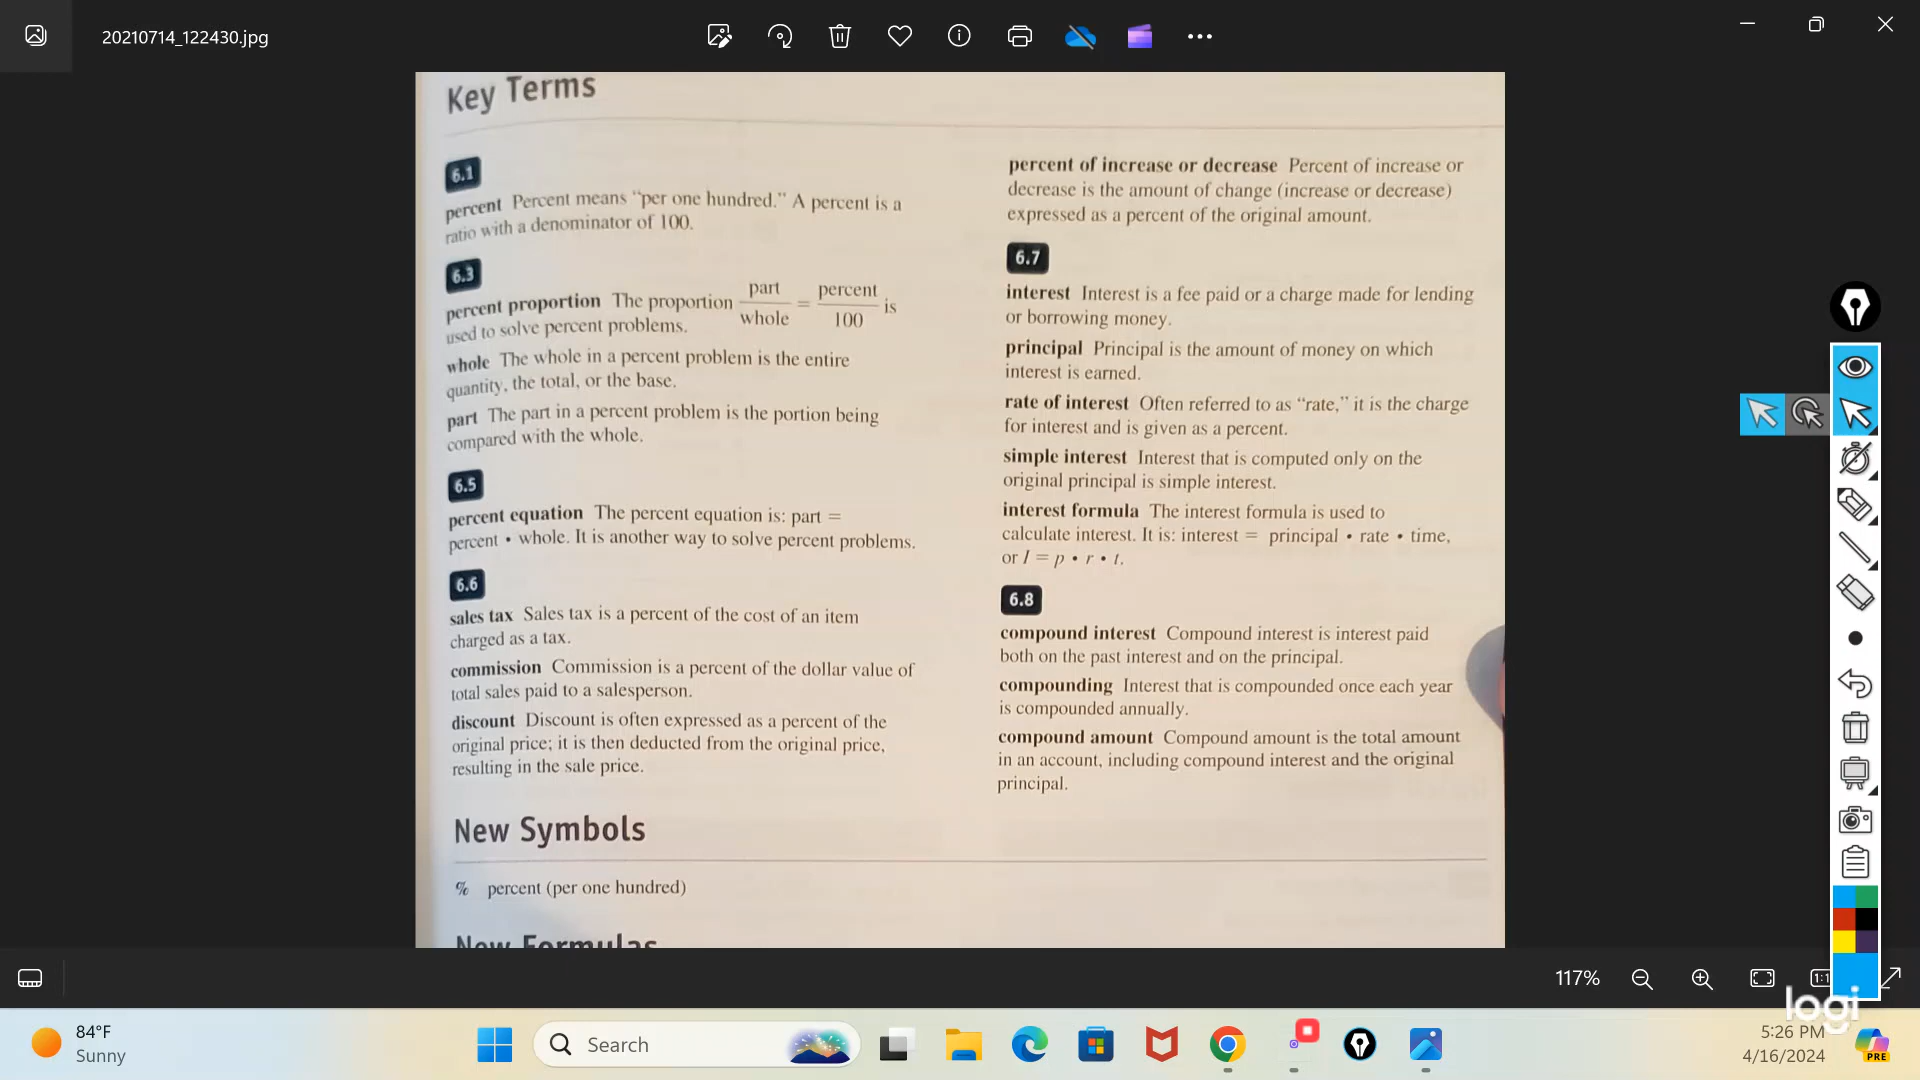 20210714_122430.jpg
Key Terms
6.1
percent Percent means “per one hundred.” A percent is a
ratio with a denominator of 100.
6.3
percent proportion The proportion part/whole = percent/100 is
used to solve percent problems.
whole The whole in a percent problem is the entire
quantity, the total, or the base.
part The part in a percent problem is the portion being
compared with the whole.
6.5
percent equation The percent equation is: part =
percent • whole. It is another way to solve percent problems.
6.6
sales tax Sales tax is a percent of the cost of an item
charged as a tax.
commission Commission is a percent of the dollar value of
total sales paid to a salesperson.
discount Discount is often expressed as a percent of the
original price; it is then deducted from the original price,
resulting in the sale price.
percent of increase or decrease Percent of increase or
decrease is the amount of change (increase or decrease)
expressed as a percent of the original amount.
6.7
interest Interest is a fee paid or a charge made for lending
or borrowing money.
principal Principal is the amount of money on which
interest is earned.
rate of interest Often referred to as “rate,” it is the charge
for interest and is given as a percent.
simple interest Interest that is computed only on the
original principal is simple interest.
interest formula The interest formula is used to
calculate interest. It is: interest = principal • rate • time,
or I = p • r • t.
6.8
compound interest Compound interest is interest paid
both on the past interest and on the principal.
compounding Interest that is compounded once each year
is compounded annually.
compound amount Compound amount is the total amount
in an account, including compound interest and the original
principal.
New Symbols
% percent (per one hundred)
New Formulas
117%
1:1
logi
84°F
Sunny
Search
5:26 PM
4/16/2024
PRE